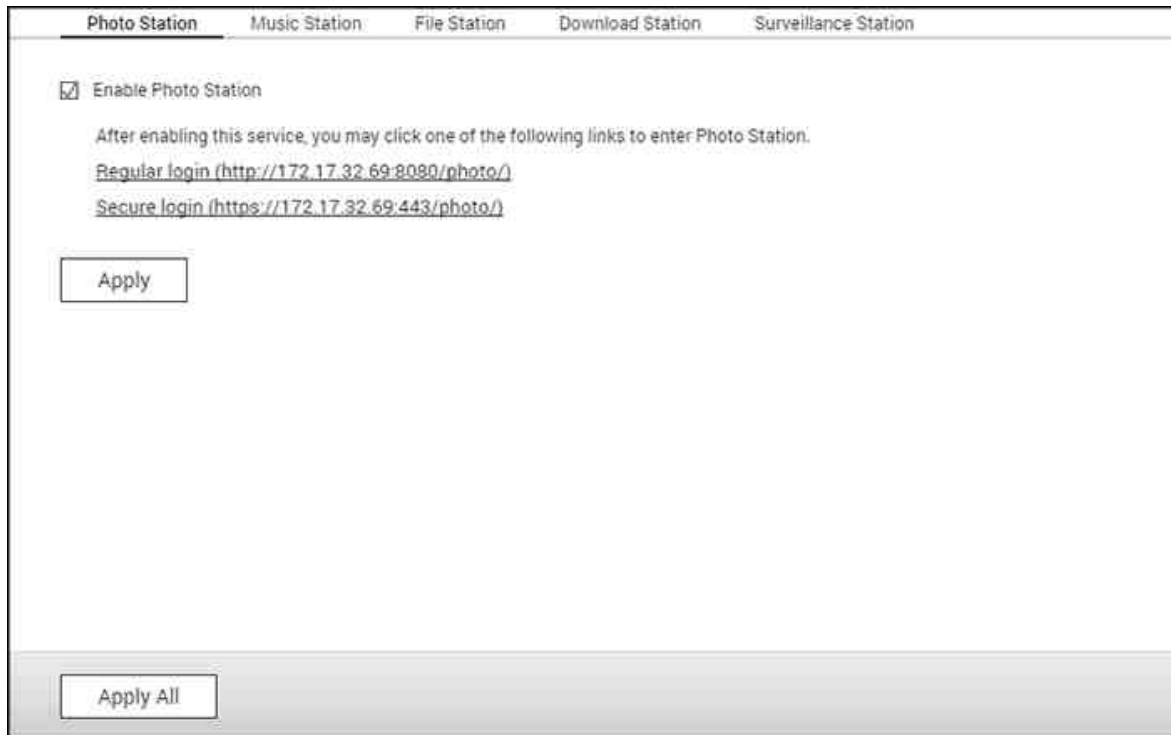 Photo Station Music Station File Station Download Station Surveillance Station
Enable Photo Station
After enabling this service, you may click one of the following links to enter Photo Station.
Regular login (http://172.17.32.69:8080/photo/)
Secure login (https://172.17.32.69:443/photo/)
Apply
Apply All